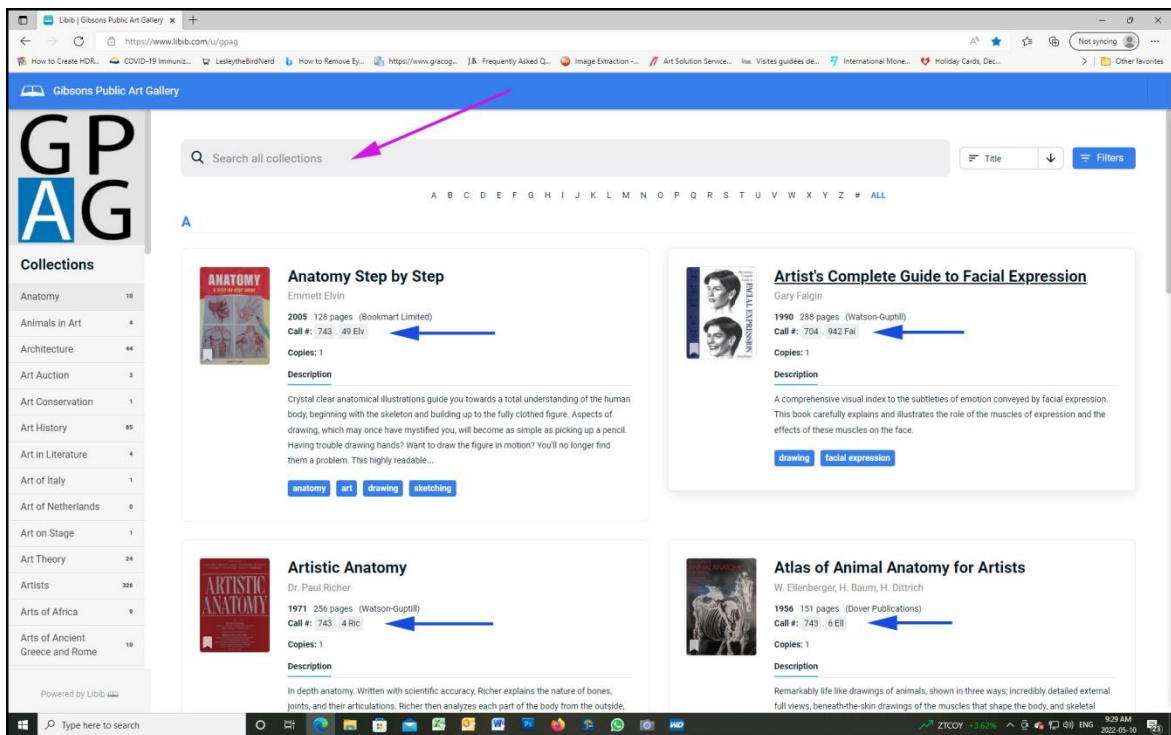 Libib | Gibsons Public Art Gallery
https://www.libib.com/u/gpag
Not syncing
How to Create HDR...
COVID-19 Immuniz...
LesleytheBirdNerd
How to Remove Ey...
https://www.gracog...
Frequently Asked Q...
Image Extraction -...
Art Solution Service...
Visites guidées de...
International Mone...
Holiday Cards, Dec...
Other favorites
Gibsons Public Art Gallery
GP
AG
Search all collections
Title
Filters
A B C D E F G H I J K L M N O P Q R S T U V W X Y Z # ALL
A
Collections
Anatomy 10
Animals in Art 4
Architecture 44
Art Auction 3
Art Conservation 1
Art History 85
Art in Literature 4
Art of Italy 1
Art of Netherlands 0
Art on Stage 1
Art Theory 24
Artists 326
Arts of Africa 9
Arts of Ancient
Greece and Rome 10
Powered by Libib
ANATOMY
Anatomy Step by Step
Emmett Elvin
2005 128 pages (Bookmart Limited)
Call #: 743 . 49 Elv
Copies: 1
Description
Crystal clear anatomical illustrations guide you towards a total understanding of the human
body, beginning with the skeleton and building up to the fully clothed figure. Aspects of
drawing, which may once have mystified you, will become as simple as picking up a pencil.
Having trouble drawing hands? Want to draw the figure in motion? You'll no longer find
them a problem. This highly readable...
anatomy art drawing sketching
FACIAL EXPRESSION
Artist's Complete Guide to Facial Expression
Gary Faigin
1990 288 pages (Watson-Guptill)
Call #: 704 . 942 Fai
Copies: 1
Description
A comprehensive visual index to the subtleties of emotion conveyed by facial expression.
This book carefully explains and illustrates the role of the muscles of expression and the
effects of these muscles on the face.
drawing facial expression
ARTISTIC
ANATOMY
Artistic Anatomy
Dr. Paul Richer
1971 256 pages (Watson-Guptill)
Call #: 743 . 4 Ric
Copies: 1
Description
In depth anatomy. Written with scientific accuracy, Richer explains the nature of bones,
joints, and their articulations. Richer then analyzes each part of the body from the outside,
Atlas of Animal Anatomy for Artists
W. Ellenberger, H. Baum, H. Dittrich
1956 151 pages (Dover Publications)
Call #: 743 . 6 Ell
Copies: 1
Description
Remarkably life like drawings of animals, shown in three ways; incredibly detailed external
full views, beneath-the-skin drawings of the muscles that shape the body, and skeletal
Type here to search
ZTCOY +3.62%
ENG
9:29 AM
2022-05-10
23